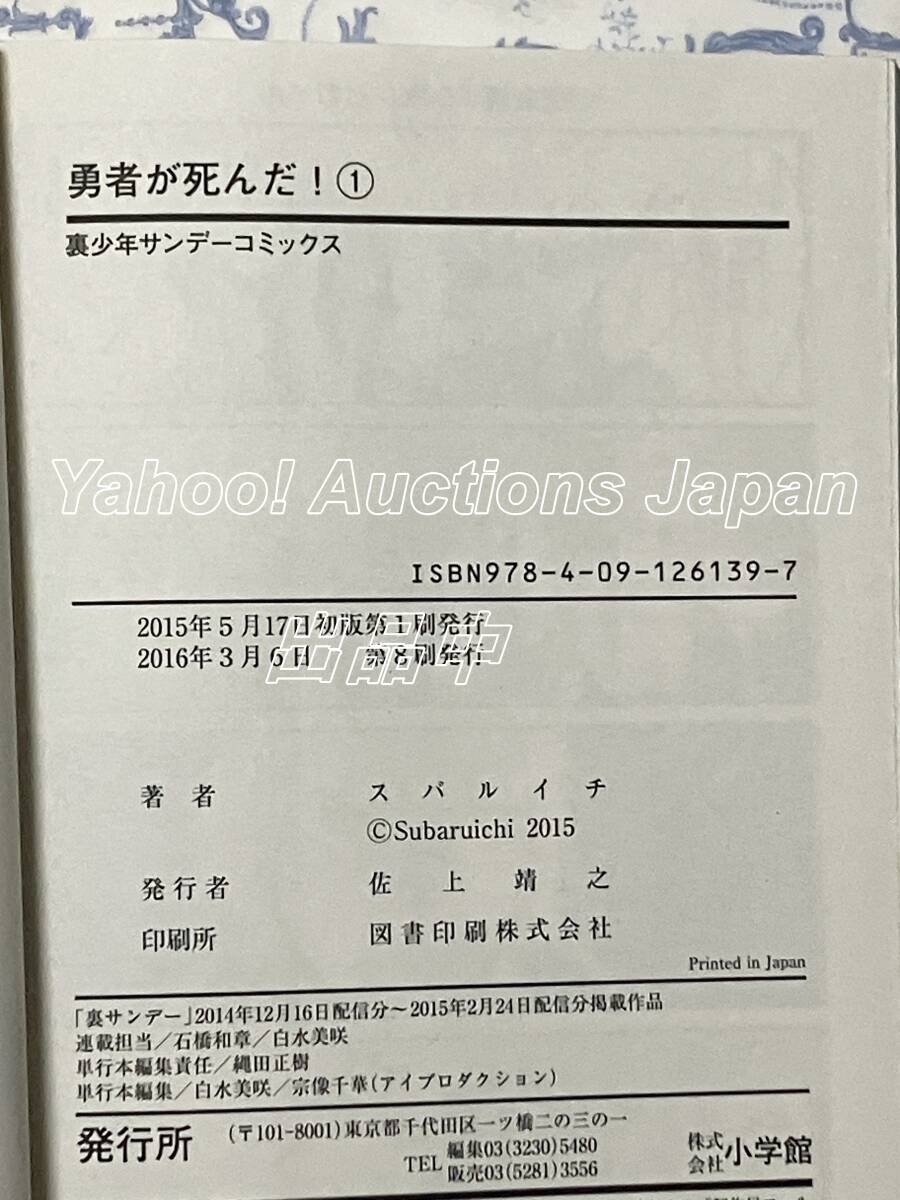 勇者が死んだ！①
裏少年サンデーコミックス
Yahoo! Auctions Japan
ISBN978-4-09-126139-7
2015年5月17日初版第1刷発行
2016年3月6日 第8刷発行
出品中
著者 スバルイチ
©Subaruichi 2015
発行者 佐上靖之
印刷所 図書印刷株式会社
Printed in Japan
「裏サンデー」2014年12月16日配信分～2015年2月24日配信分掲載作品
連載担当／石橋和章／白水美咲
単行本編集責任／縄田正樹
単行本編集／白水美咲／宗像千華（アイプロダクション）
発行所 （〒101-8001）東京都千代田区一ツ橋二の三の一
TEL 編集03(3230)5480
販売03(5281)3556
株式会社 小学館